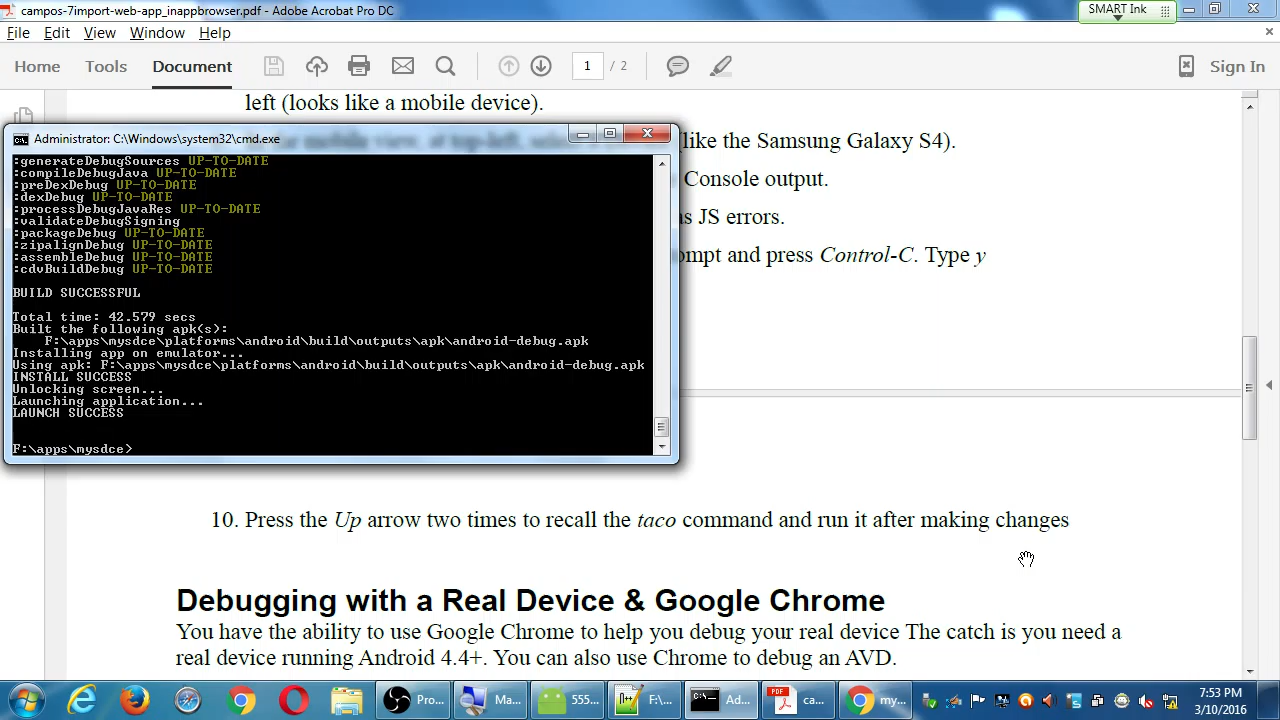 campos-7import-web-app_inappbrowser.pdf - Adobe Acrobat Pro DC
SMART Ink
File Edit View Window Help
Home Tools Document 1 / 2 Sign In
left (looks like a mobile device).
(like the Samsung Galaxy S4).
Console output.
as JS errors.
ompt and press Control-C. Type y
Administrator: C:\Windows\system32\cmd.exe
:generateDebugSources UP-TO-DATE
:compileDebugJava UP-TO-DATE
:preDexDebug UP-TO-DATE
:dexDebug UP-TO-DATE
:processDebugJavaRes UP-TO-DATE
:validateDebugSigning
:packageDebug UP-TO-DATE
:zipalignDebug UP-TO-DATE
:assembleDebug UP-TO-DATE
:cdvBuildDebug UP-TO-DATE
BUILD SUCCESSFUL
Total time: 42.579 secs
Built the following apk(s):
F:\apps\mysdce\platforms\android\build\outputs\apk\android-debug.apk
Installing app on emulator...
Using apk: F:\apps\mysdce\platforms\android\build\outputs\apk\android-debug.apk
INSTALL SUCCESS
Unlocking screen...
Launching application...
LAUNCH SUCCESS
F:\apps\mysdce>
10. Press the Up arrow two times to recall the taco command and run it after making changes
Debugging with a Real Device & Google Chrome
You have the ability to use Google Chrome to help you debug your real device The catch is you need a
real device running Android 4.4+. You can also use Chrome to debug an AVD.
Pro... Ma... 555... F:\... Ad... ca... my...
7:53 PM
3/10/2016